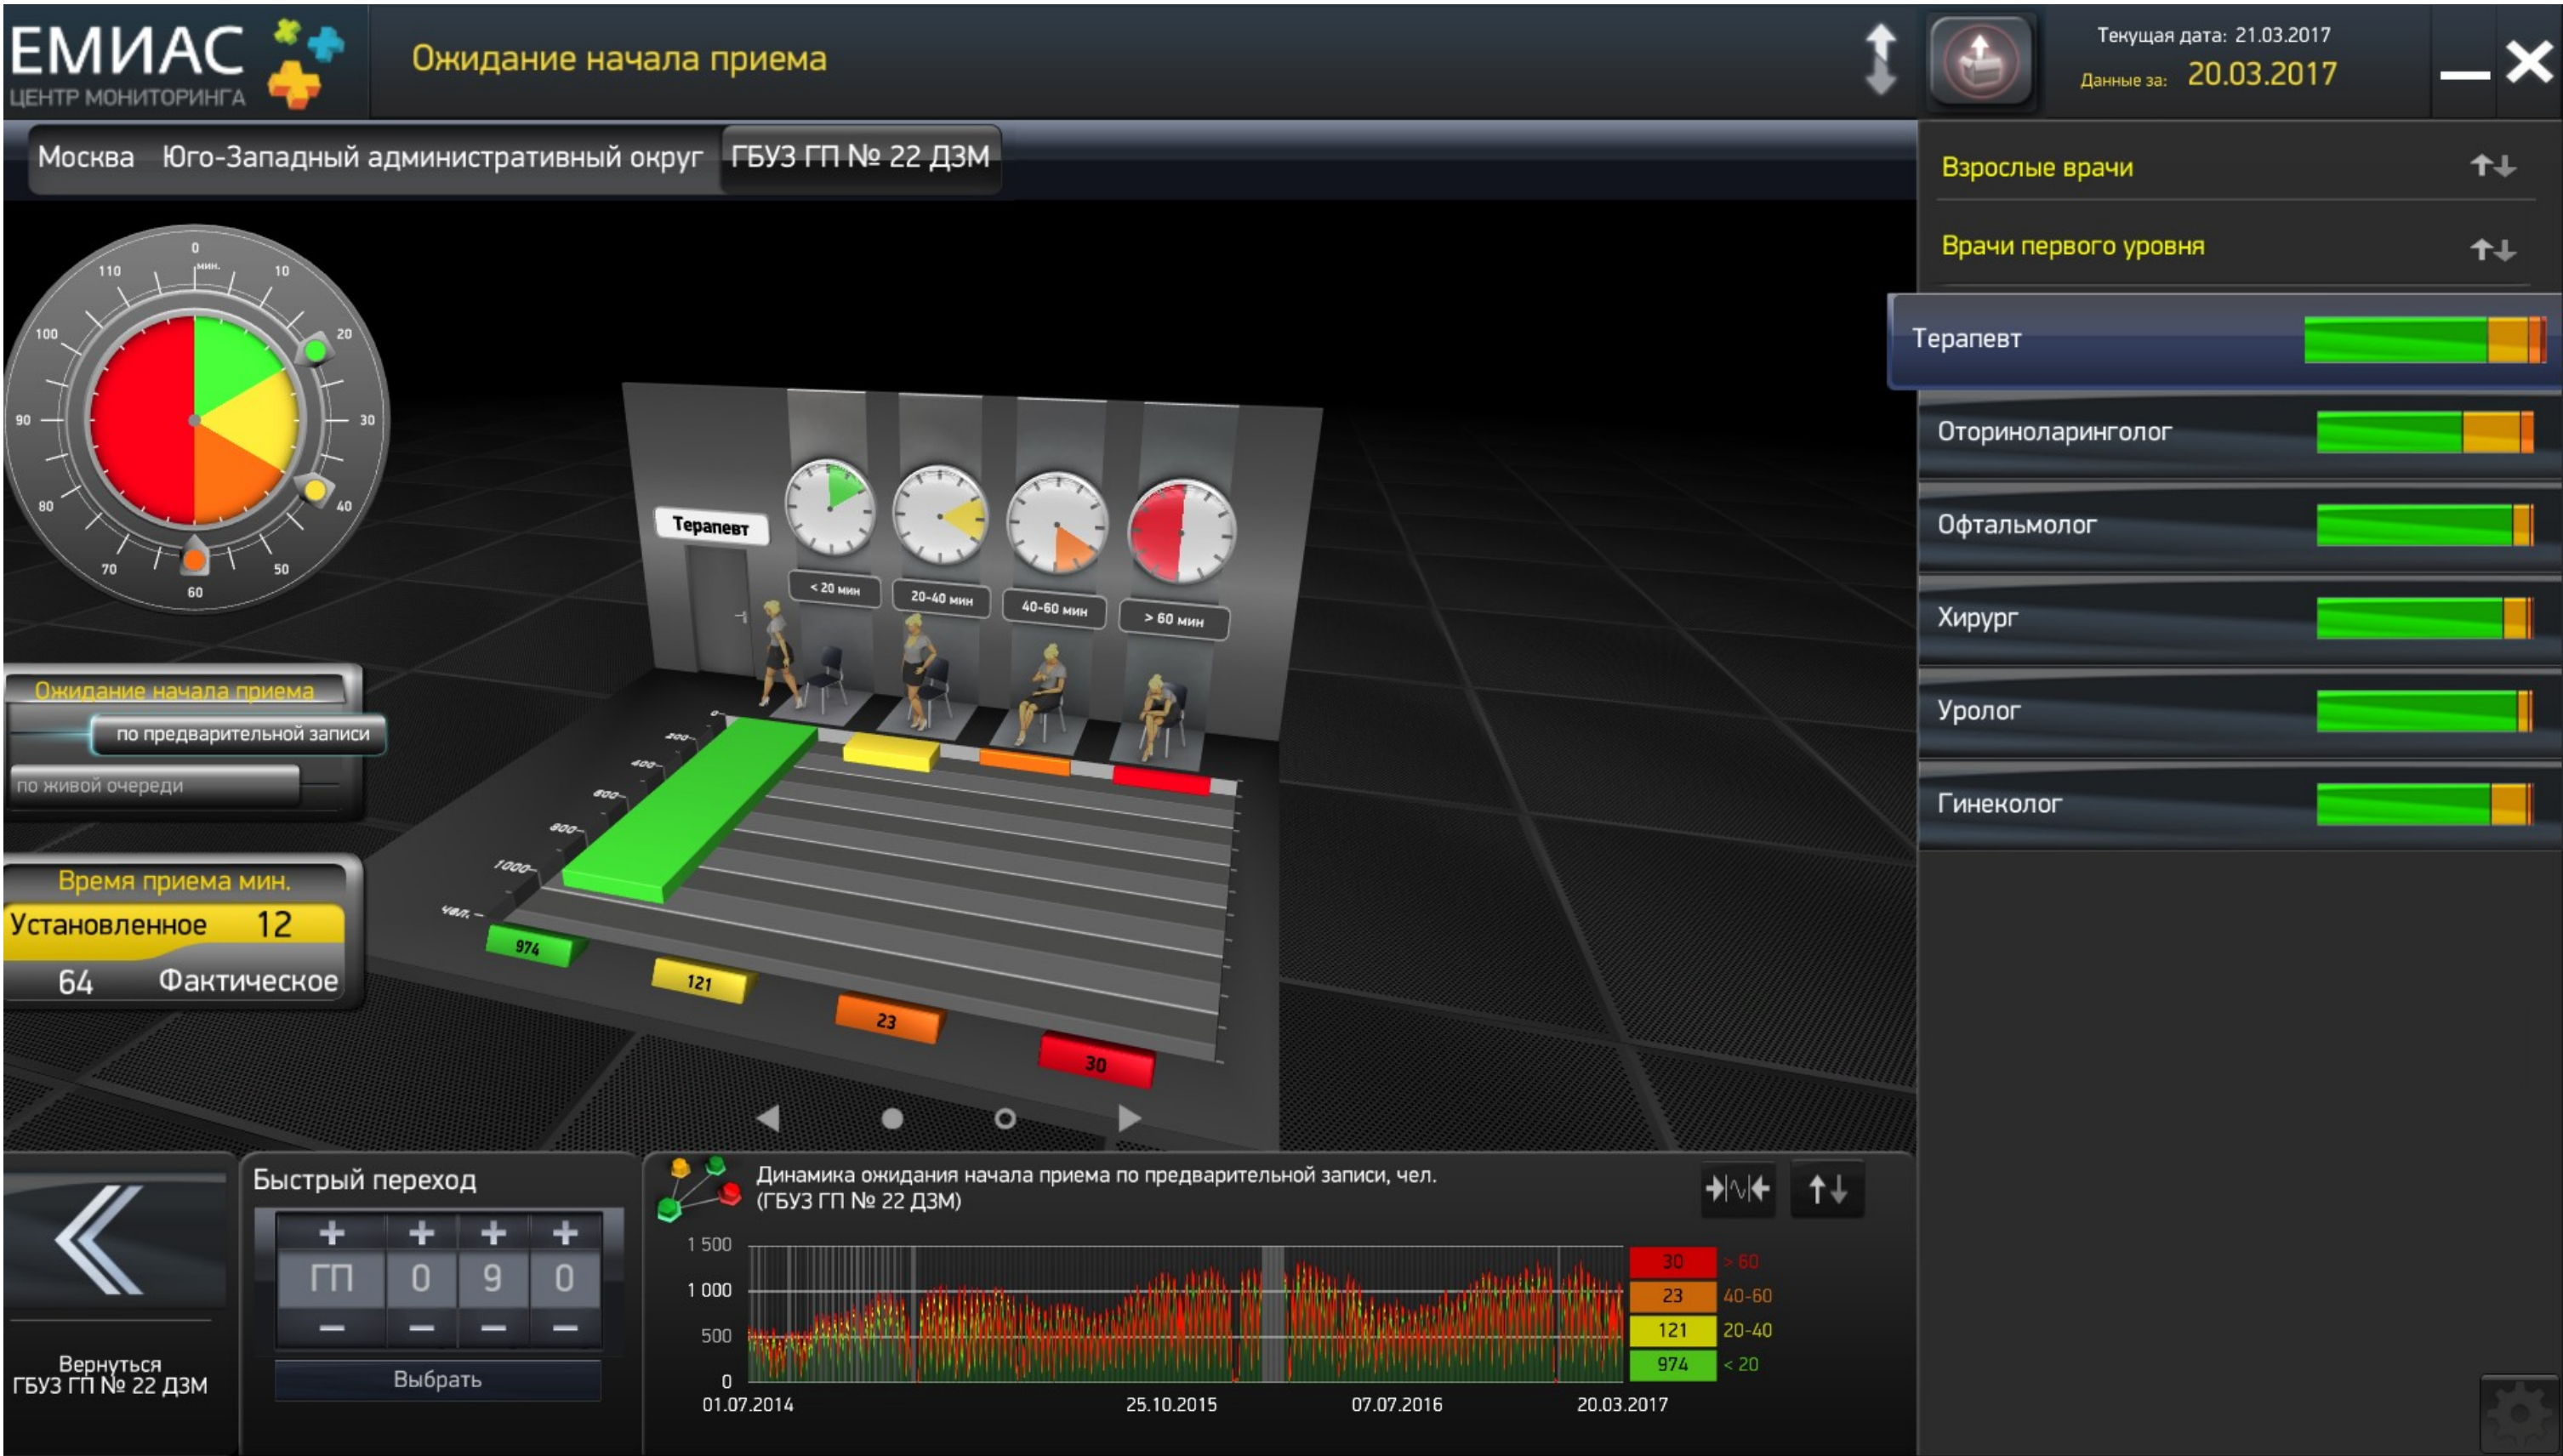 ЕМИАС
ЦЕНТР МОНИТОРИНГА
Ожидание начала приема
Текущая дата: 21.03.2017
Данные за: 20.03.2017
Москва Юго-Западный административный округ ГБУЗ ГП № 22 ДЗМ
Взрослые врачи
Врачи первого уровня
Терапевт
Оториноларинголог
Офтальмолог
Хирург
Уролог
Гинеколог
0
мин.
10
20
30
40
50
60
70
80
90
100
110
Терапевт
< 20 мин
20-40 мин
40-60 мин
> 60 мин
Ожидание начала приема
по предварительной записи
по живой очереди
Время приема мин.
Установленное 12
64 Фактическое
0
200
400
600
800
1000
чел.
974
121
23
30
Вернуться
ГБУЗ ГП № 22 ДЗМ
Быстрый переход
+ + + +
ГП 0 9 0
− − − −
Выбрать
Динамика ожидания начала приема по предварительной записи, чел.
(ГБУЗ ГП № 22 ДЗМ)
1 500
1 000
500
0
01.07.2014 25.10.2015 07.07.2016 20.03.2017
30 > 60
23 40-60
121 20-40
974 < 20